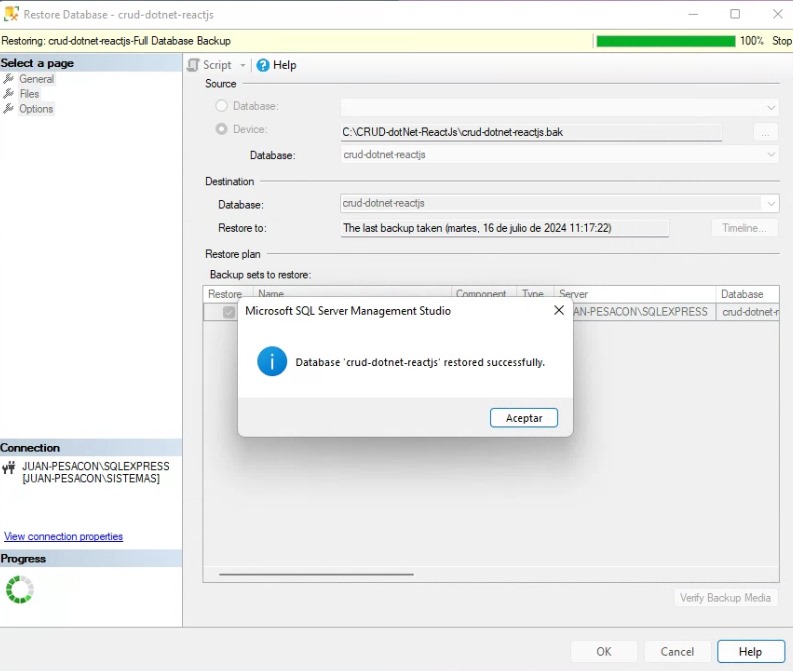 Restore Database - crud-dotnet-reactjs
Restoring: crud-dotnet-reactjs-Full Database Backup
100%
Stop
Select a page
General
Files
Options
Script
Help
Source
Database:
Device:
C:\CRUD-dotNet-ReactJs\crud-dotnet-reactjs.bak
...
Database:
crud-dotnet-reactjs
Destination
Database:
crud-dotnet-reactjs
Restore to:
The last backup taken (martes, 16 de julio de 2024 11:17:22)
Timeline...
Restore plan
Backup sets to restore:
Restore Name Component Type Server Database
AN-PESACON\SQLEXPRESS crud-dotnet-r
Microsoft SQL Server Management Studio
Database 'crud-dotnet-reactjs' restored successfully.
Aceptar
Connection
JUAN-PESACON\SQLEXPRESS
[JUAN-PESACON\SISTEMAS]
View connection properties
Progress
Verify Backup Media
OK
Cancel
Help